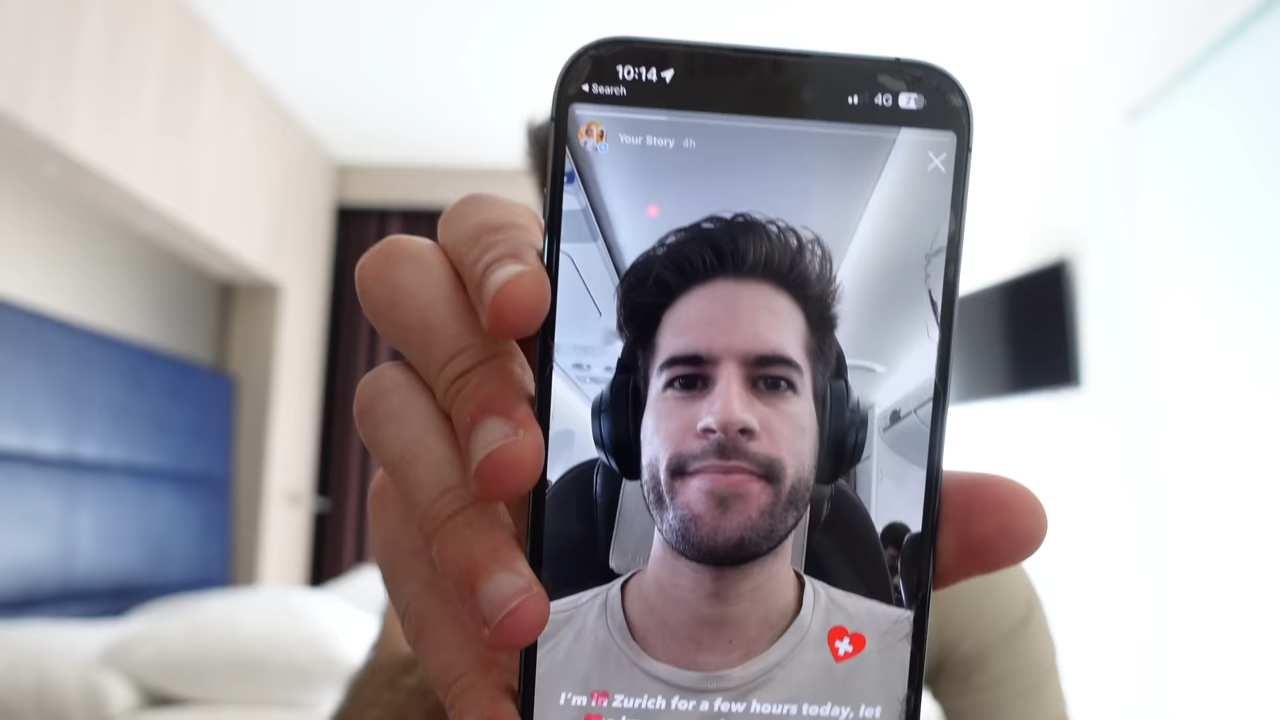 10:14
◀ Search
4G
Your Story 4h
I'm in Zurich for a few hours today, let